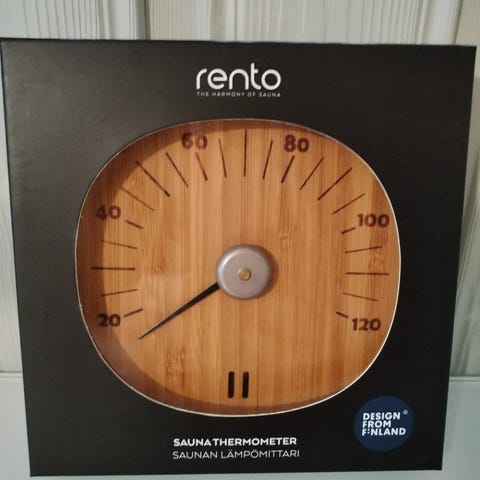 rento
THE HARMONY OF SAUNA
60 80
40 100
20 120
DESIGN
FROM
FINLAND
SAUNA THERMOMETER
SAUNAN LÄMPÖMITTARI